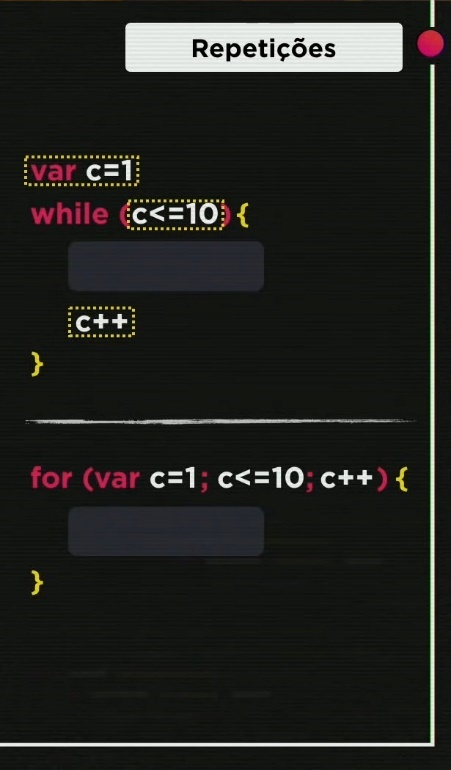 Repetições
var c=1
while (c<=10) {
c++
}
for (var c=1; c<=10; c++) {
}